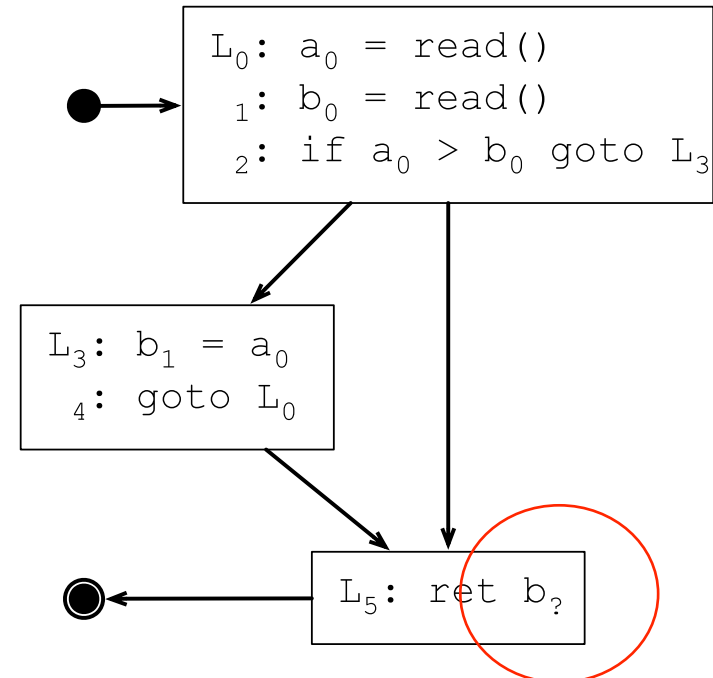 L₀: a₀ = read()
₁: b₀ = read()
₂: if a₀ > b₀ goto L₃
L₃: b₁ = a₀
₄: goto L₀
L₅: ret b?